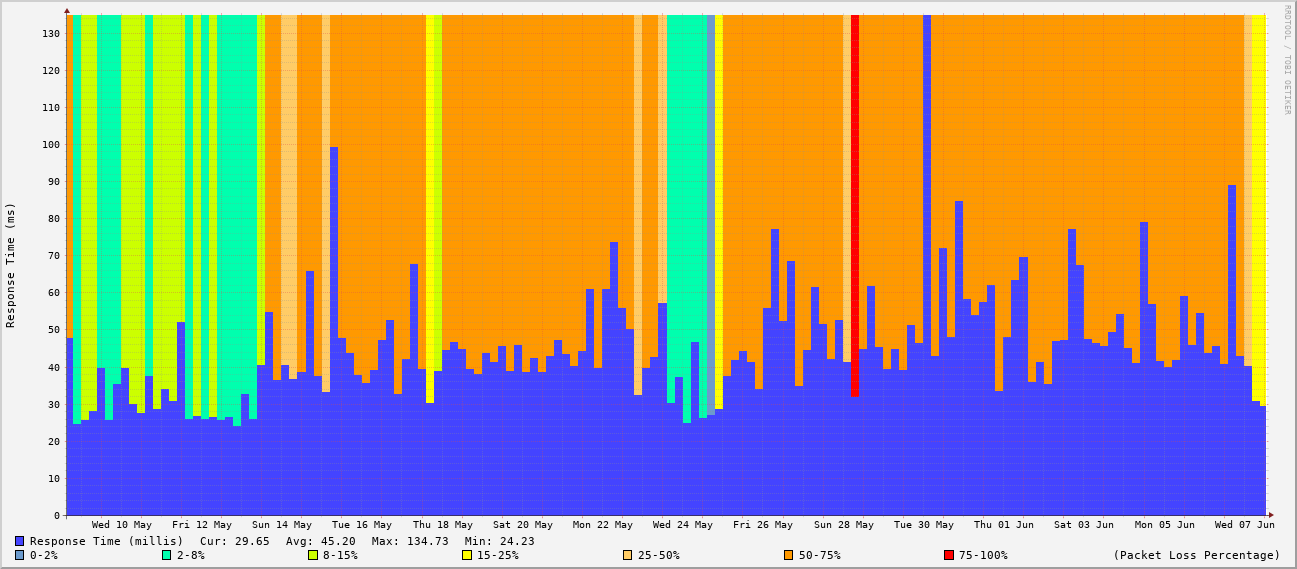 RRDTOOL / TOBI OETIKER
Response Time (ms)
130
120
110
100
90
80
70
60
50
40
30
20
10
0
Wed 10 May Fri 12 May Sun 14 May Tue 16 May Thu 18 May Sat 20 May Mon 22 May Wed 24 May Fri 26 May Sun 28 May Tue 30 May Thu 01 Jun Sat 03 Jun Mon 05 Jun Wed 07 Jun
Response Time (millis) Cur: 29.65 Avg: 45.20 Max: 134.73 Min: 24.23
0-2% 2-8% 8-15% 15-25% 25-50% 50-75% 75-100% (Packet Loss Percentage)